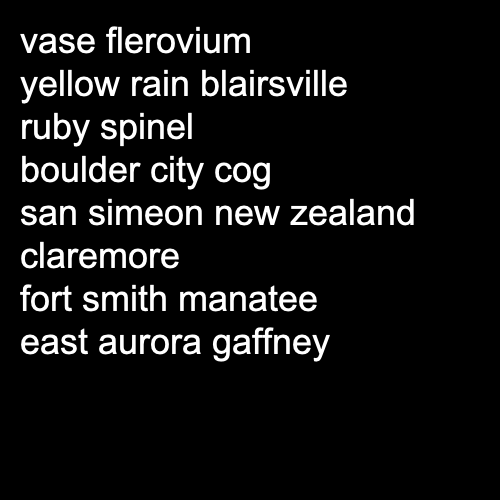 vase flerovium
yellow rain blairsville
ruby spinel
boulder city cog
san simeon new zealand
claremore
fort smith manatee
east aurora gaffney